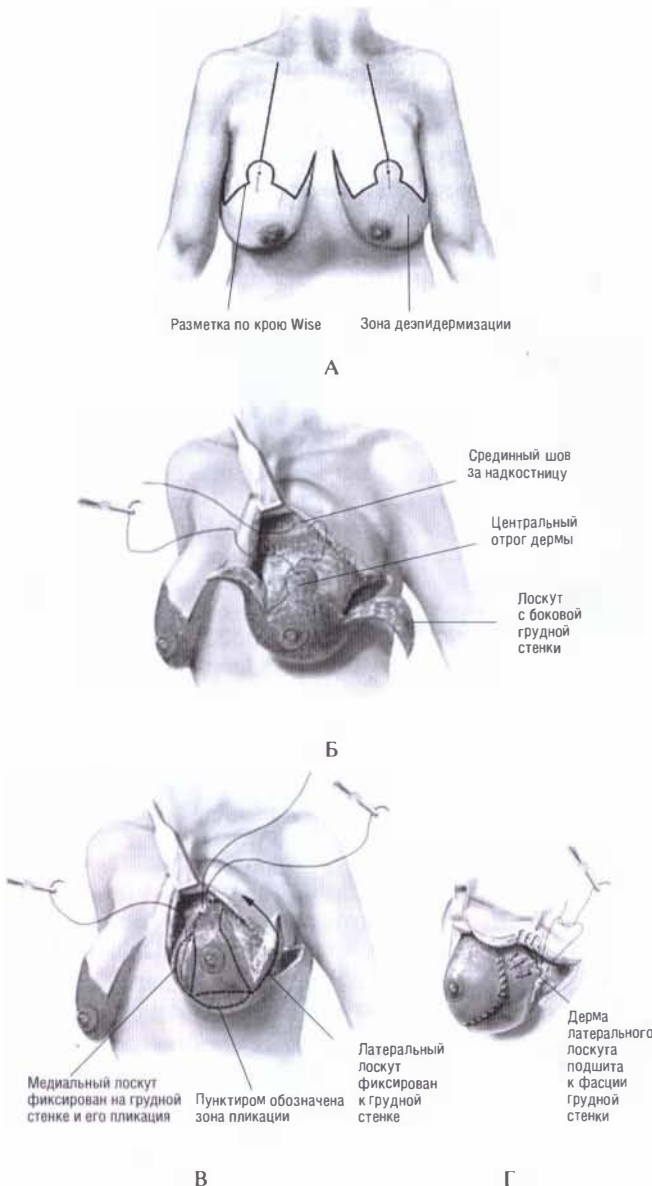 Разметка по крою Wise
Зона деэпидермизации
А
Срединный шов
за надкостницу
Центральный
отрог дермы
Лоскут
с боковой
грудной
стенки
Б
Медиальный лоскут
фиксирован на грудной
стенке и его пликация
Пунктиром обозначена
зона пликации
Латеральный
лоскут
фиксирован
к грудной
стенке
Дерма
латерального
лоскута
подшита
к фасции
грудной
стенки
В
Г